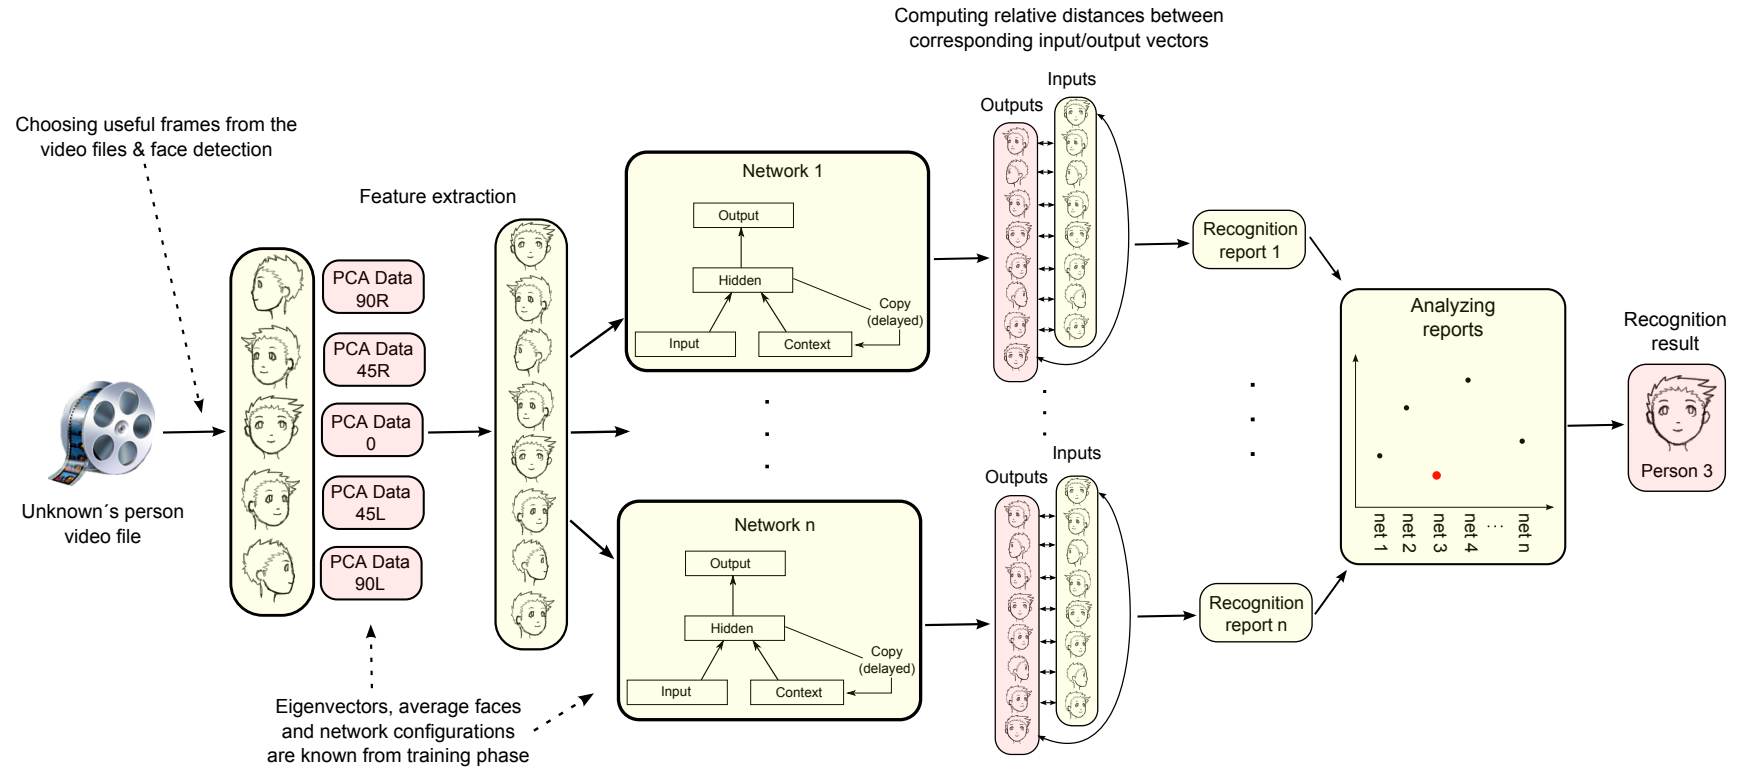 Computing relative distances between
corresponding input/output vectors
Choosing useful frames from the
video files & face detection
Unknown´s person
video file
PCA Data
90R
PCA Data
45R
PCA Data
0
PCA Data
45L
PCA Data
90L
Eigenvectors, average faces
and network configurations
are known from training phase
Feature extraction
Network 1
Output
Hidden
Input
Context
Copy
(delayed)
Network n
Output
Hidden
Input
Context
Copy
(delayed)
Outputs
Inputs
Outputs
Inputs
Recognition
report 1
Recognition
report n
Analyzing
reports
net 1
net 2
net 3
net 4
...
net n
Recognition
result
Person 3